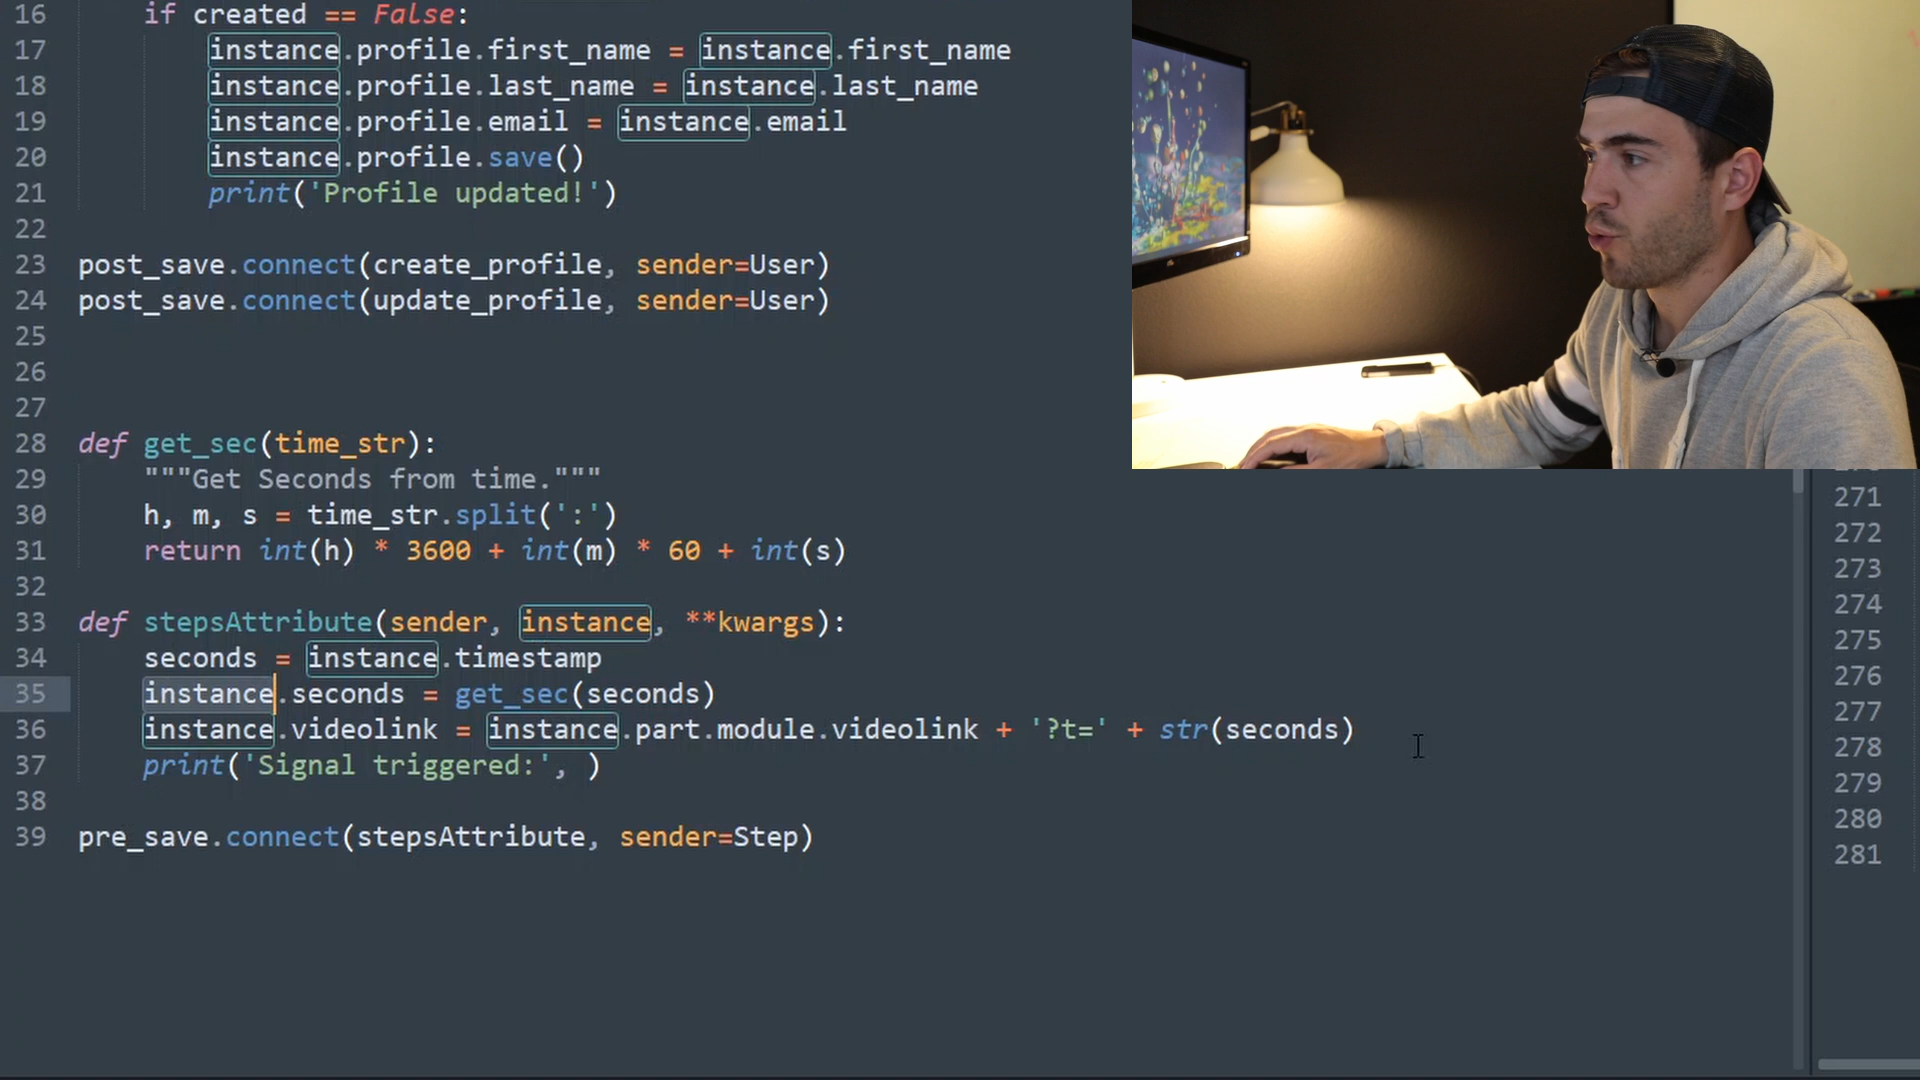 16 if created == False:
17 instance.profile.first_name = instance.first_name
18 instance.profile.last_name = instance.last_name
19 instance.profile.email = instance.email
20 instance.profile.save()
21 print('Profile updated!')
22
23 post_save.connect(create_profile, sender=User)
24 post_save.connect(update_profile, sender=User)
25
26
27
28 def get_sec(time_str):
29 """Get Seconds from time."""
30 h, m, s = time_str.split(':')
31 return int(h) * 3600 + int(m) * 60 + int(s)
32
33 def stepsAttribute(sender, instance, **kwargs):
34 seconds = instance.timestamp
35 instance.seconds = get_sec(seconds)
36 instance.videolink = instance.part.module.videolink + '?t=' + str(seconds)
37 print('Signal triggered:', )
38
39 pre_save.connect(stepsAttribute, sender=Step)
271
272
273
274
275
276
277
278
279
280
281